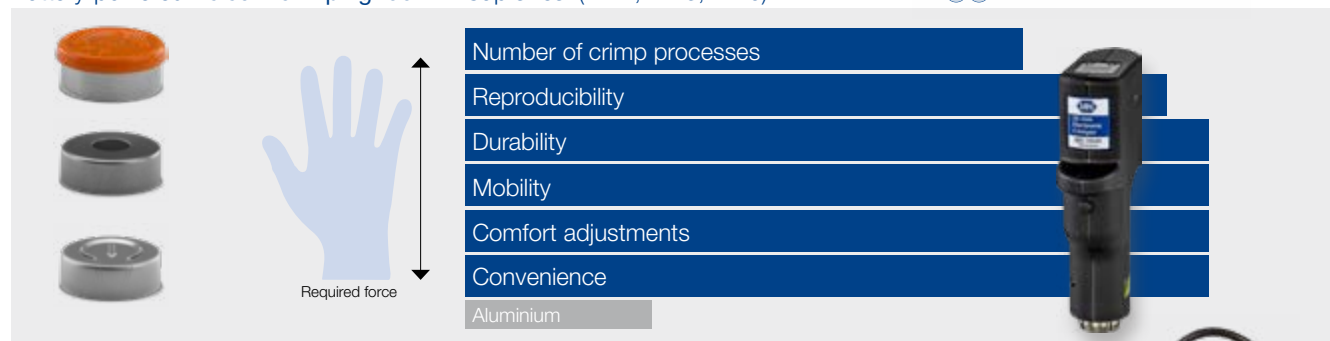 Number of crimp processes
Reproducibility
Durability
Mobility
Comfort adjustments
Convenience
Required force
Aluminium